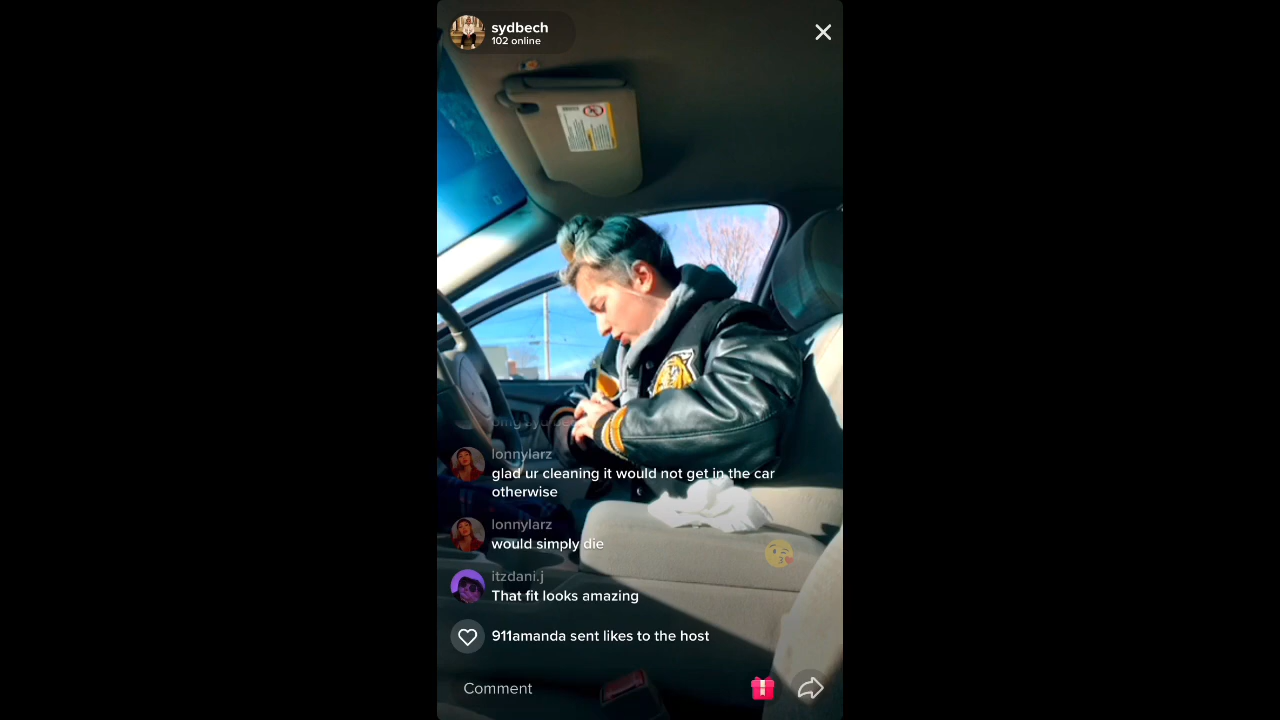 sydbech
102 online
lonnylarz
glad ur cleaning it would not get in the car
otherwise
lonnylarz
would simply die
itzdani.j
That fit looks amazing
911amanda sent likes to the host
Comment